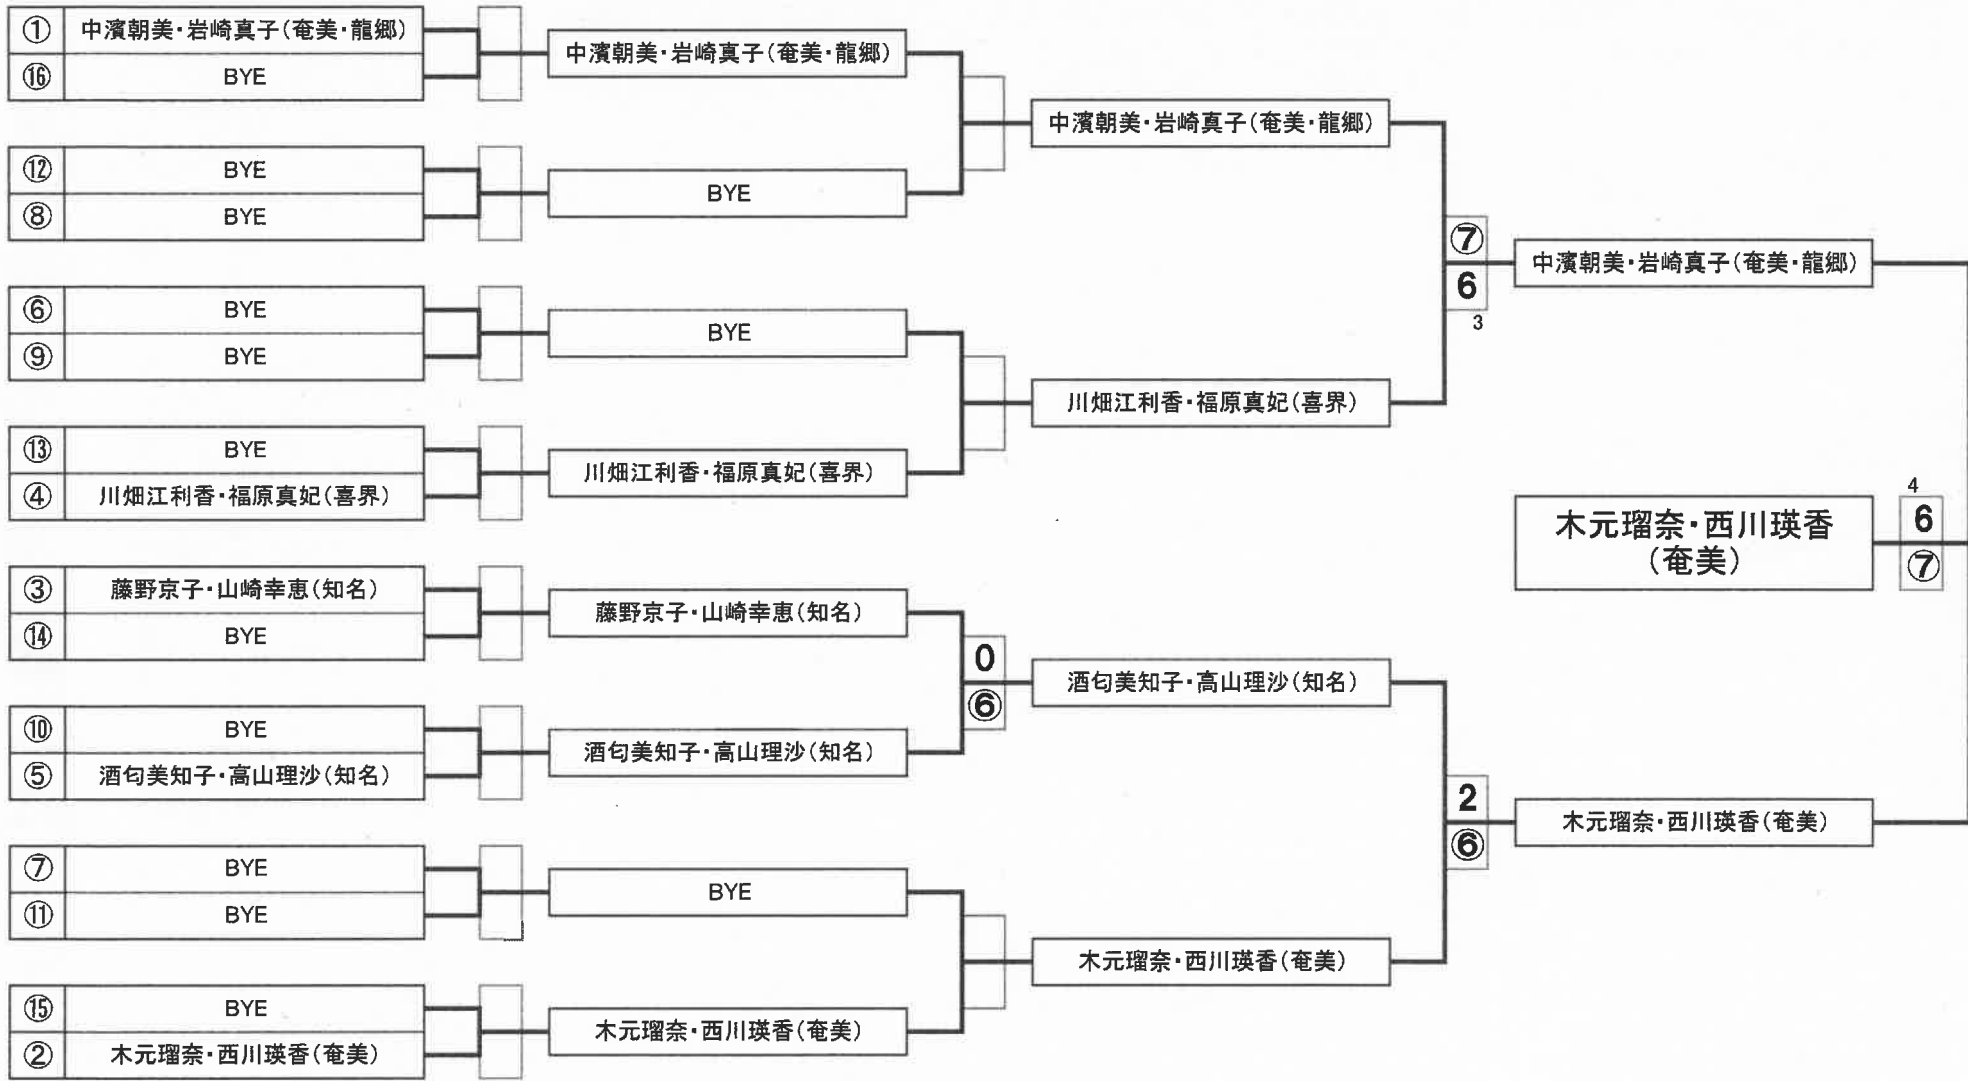 ① 中濱朝美・岩崎真子(奄美・龍郷)
⑯ BYE
⑫ BYE
⑧ BYE
⑥ BYE
⑨ BYE
⑬ BYE
④ 川畑江利香・福原真妃(喜界)
③ 藤野京子・山崎幸恵(知名)
⑭ BYE
⑩ BYE
⑤ 酒匂美知子・高山理沙(知名)
⑦ BYE
⑪ BYE
⑮ BYE
② 木元瑠奈・西川瑛香(奄美)
中濱朝美・岩崎真子(奄美・龍郷)
BYE
BYE
川畑江利香・福原真妃(喜界)
藤野京子・山崎幸恵(知名)
酒匂美知子・高山理沙(知名)
BYE
木元瑠奈・西川瑛香(奄美)
0
⑥
中濱朝美・岩崎真子(奄美・龍郷)
川畑江利香・福原真妃(喜界)
酒匂美知子・高山理沙(知名)
木元瑠奈・西川瑛香(奄美)
⑦
6
3
2
⑥
中濱朝美・岩崎真子(奄美・龍郷)
木元瑠奈・西川瑛香
(奄美)
木元瑠奈・西川瑛香(奄美)
4
6
⑦